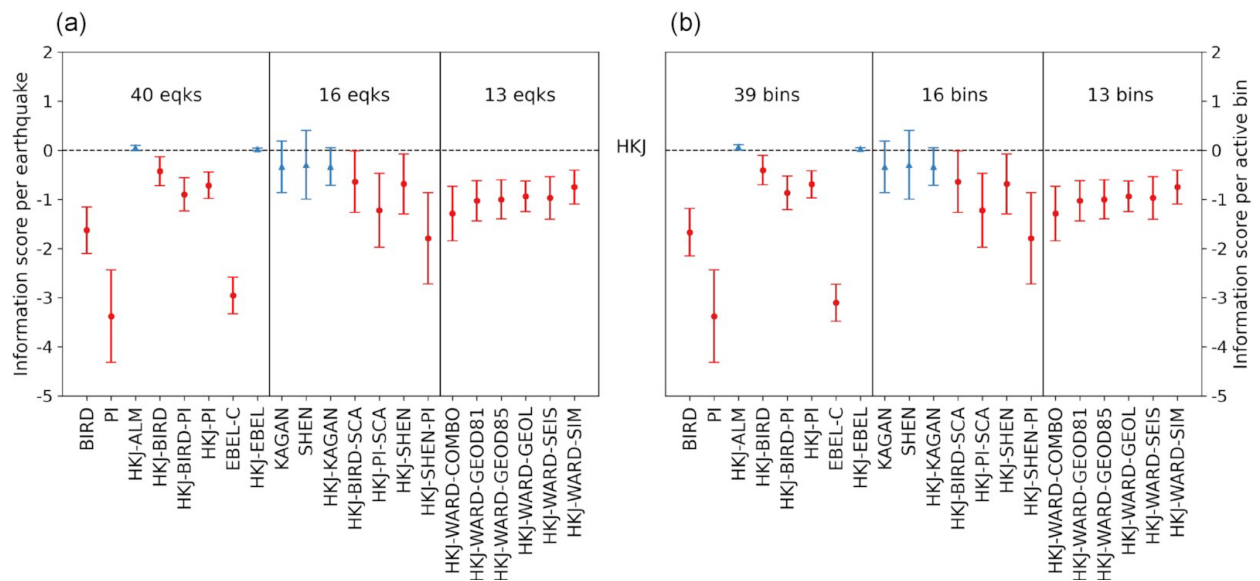 (a)
Information score per earthquake
2
1
0
-1
-2
-3
-4
-5
40 eqks
16 eqks
13 eqks
BIRD
PI
HKJ-ALM
HKJ-BIRD
HKJ-BIRD-PI
HKJ-PI
EBEL-C
HKJ-EBEL
KAGAN
SHEN
HKJ-KAGAN
HKJ-BIRD-SCA
HKJ-PI-SCA
HKJ-SHEN
HKJ-SHEN-PI
HKJ-WARD-COMBO
HKJ-WARD-GEOD81
HKJ-WARD-GEOD85
HKJ-WARD-GEOL
HKJ-WARD-SEIS
HKJ-WARD-SIM
(b)
HKJ
39 bins
16 bins
13 bins
2
1
0
-1
-2
-3
-4
-5
Information score per active bin
BIRD
PI
HKJ-ALM
HKJ-BIRD
HKJ-BIRD-PI
HKJ-PI
EBEL-C
HKJ-EBEL
KAGAN
SHEN
HKJ-KAGAN
HKJ-BIRD-SCA
HKJ-PI-SCA
HKJ-SHEN
HKJ-SHEN-PI
HKJ-WARD-COMBO
HKJ-WARD-GEOD81
HKJ-WARD-GEOD85
HKJ-WARD-GEOL
HKJ-WARD-SEIS
HKJ-WARD-SIM